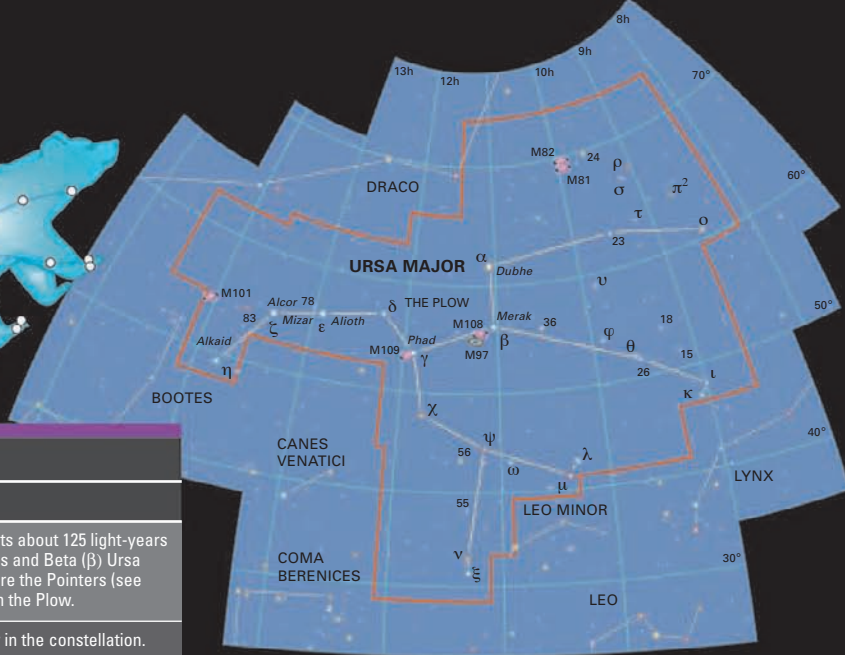 8h
9h
10h
12h
13h
70°
60°
50°
40°
30°
M82
24
ρ
M81
σ
π²
τ
ο
23
DRACO
URSA MAJOR
α
Dubhe
υ
M101
Alcor 78
δ
THE PLOW
83
ζ
Mizar
ε
Alioth
M108
Merak
36
18
Alkaid
Phad
β
φ
θ
15
M109
γ
M97
26
ι
η
κ
BOOTES
χ
CANES
VENATICI
56
ψ
ω
λ
μ
LYNX
55
LEO MINOR
COMA
BERENICES
ν
ξ
LEO
ts about 125 light-years
s and Beta (β) Ursa
re the Pointers (see
the Plow.
in the constellation.